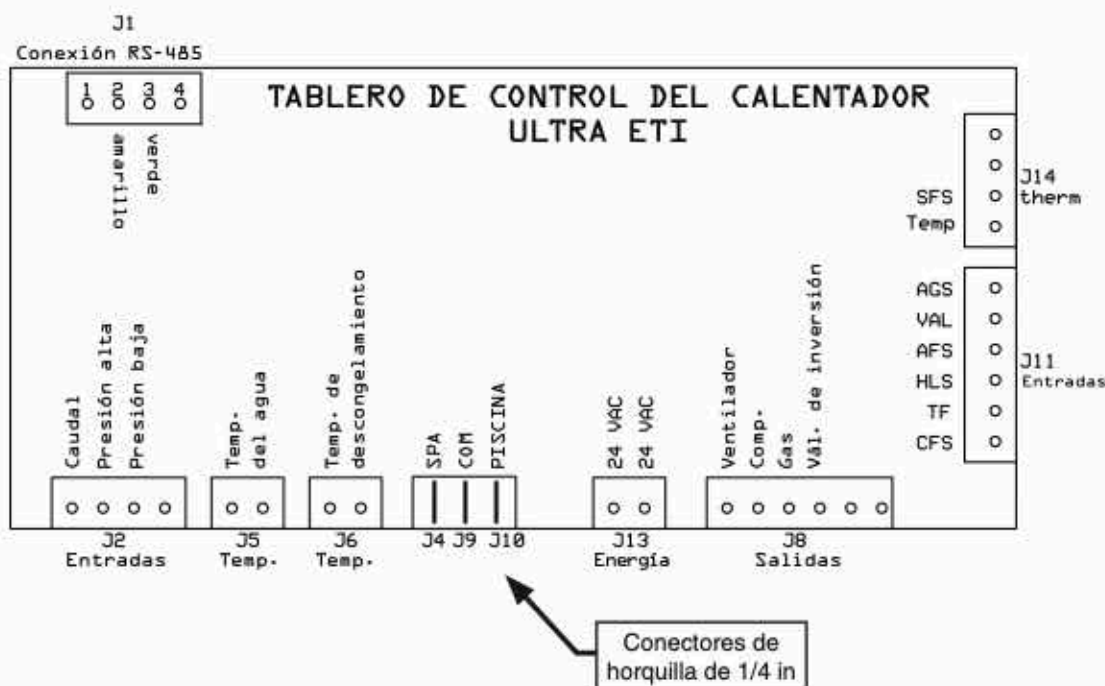 J1
Conexión RS-485
1 2 3 4
amarillo
verde
TABLERO DE CONTROL DEL CALENTADOR
ULTRA ETI
SFS
Temp
J14
therm
AGS
VAL
AFS
HLS
TF
CFS
J11
Entradas
Caudal
Presión alta
Presión baja
J2
Entradas
Temp.
del agua
J5
Temp.
Temp. de
descongelamiento
J6
Temp.
SPA
COM
PISCINA
J4 J9 J10
24 VAC
24 VAC
J13
Energía
Ventilador
Comp.
Gas
Vál. de inversión
J8
Salidas
Conectores de
horquilla de 1/4 in